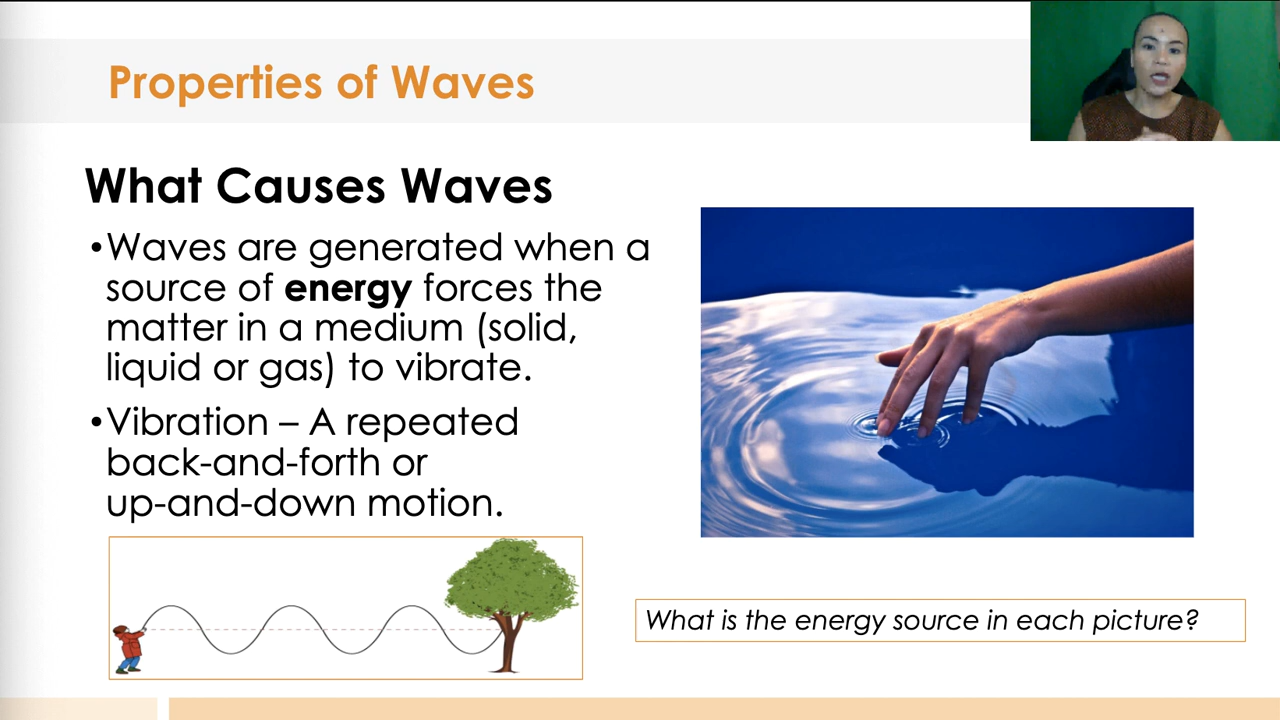 Properties of Waves
What Causes Waves
•Waves are generated when a
source of energy forces the
matter in a medium (solid,
liquid or gas) to vibrate.
•Vibration – A repeated
back-and-forth or
up-and-down motion.
What is the energy source in each picture?